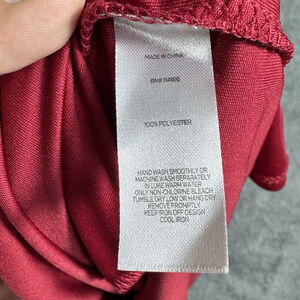 MADE IN CHINA
RN# 114166
100% POLYESTER
HAND WASH SMOOTHLY OR
MACHINE WASH SEPARATELY
IN LUKE WARM WATER
ONLY NON-CHLORINE BLEACH
TUMBLE DRY LOW OR HANG DRY
REMOVE PROMPTLY
KEEP IRON OFF DESIGN
COOL IRON